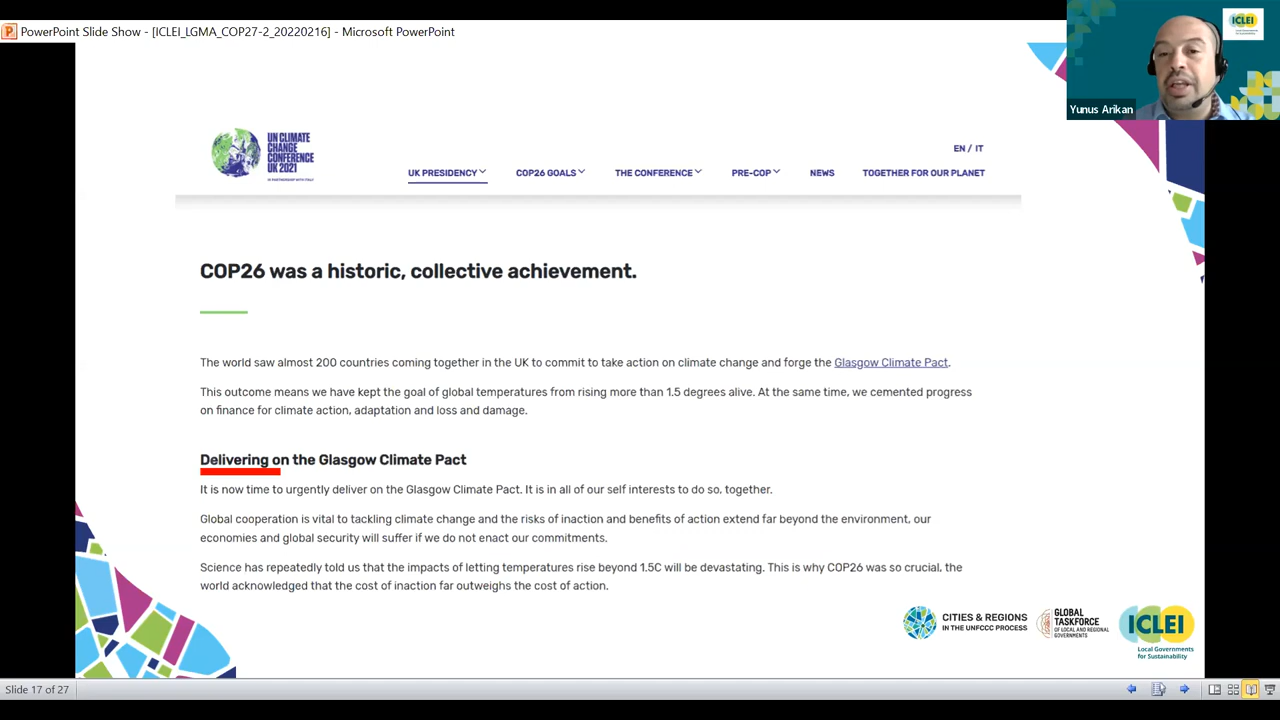 PowerPoint Slide Show - [ICLEI_LGMA_COP27-2_20220216] - Microsoft PowerPoint
ICLEI
Yunus Arikan
UN CLIMATE
CHANGE
CONFERENCE
UK 2021
IN PARTNERSHIP WITH ITALY
EN / IT
UK PRESIDENCY
COP26 GOALS
THE CONFERENCE
PRE-COP
NEWS
TOGETHER FOR OUR PLANET
COP26 was a historic, collective achievement.
The world saw almost 200 countries coming together in the UK to commit to take action on climate change and forge the Glasgow Climate Pact.
This outcome means we have kept the goal of global temperatures from rising more than 1.5 degrees alive. At the same time, we cemented progress
on finance for climate action, adaptation and loss and damage.
Delivering on the Glasgow Climate Pact
It is now time to urgently deliver on the Glasgow Climate Pact. It is in all of our self interests to do so, together.
Global cooperation is vital to tackling climate change and the risks of inaction and benefits of action extend far beyond the environment, our
economies and global security will suffer if we do not enact our commitments.
Science has repeatedly told us that the impacts of letting temperatures rise beyond 1.5C will be devastating. This is why COP26 was so crucial, the
world acknowledged that the cost of inaction far outweighs the cost of action.
CITIES & REGIONS
IN THE UNFCCC PROCESS
GLOBAL
TASKFORCE
OF LOCAL AND REGIONAL
GOVERNMENTS
ICLEI
Local Governments
for Sustainability
Slide 17 of 27